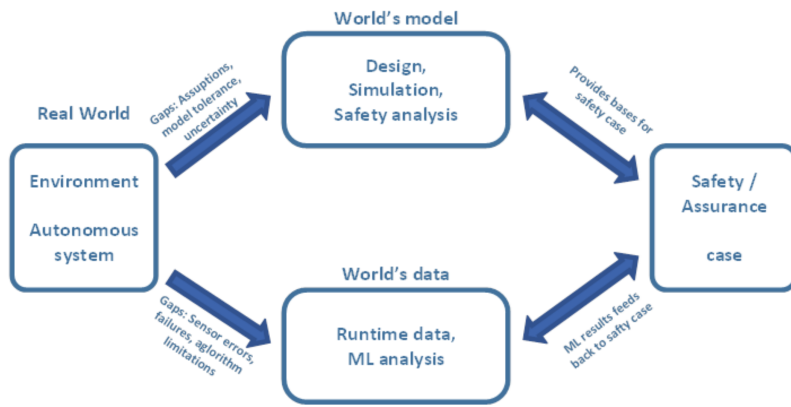 World's model
Design,
Simulation,
Safety analysis
Gaps: Assuptions,
model tolerance,
uncertainty
Provides bases for
safety case
Real World
Environment
Autonomous
system
Safety /
Assurance
case
World's data
Runtime data,
ML analysis
Gaps: Sensor errors,
failures, aglorithm
limitations
ML results feeds
back to safty case